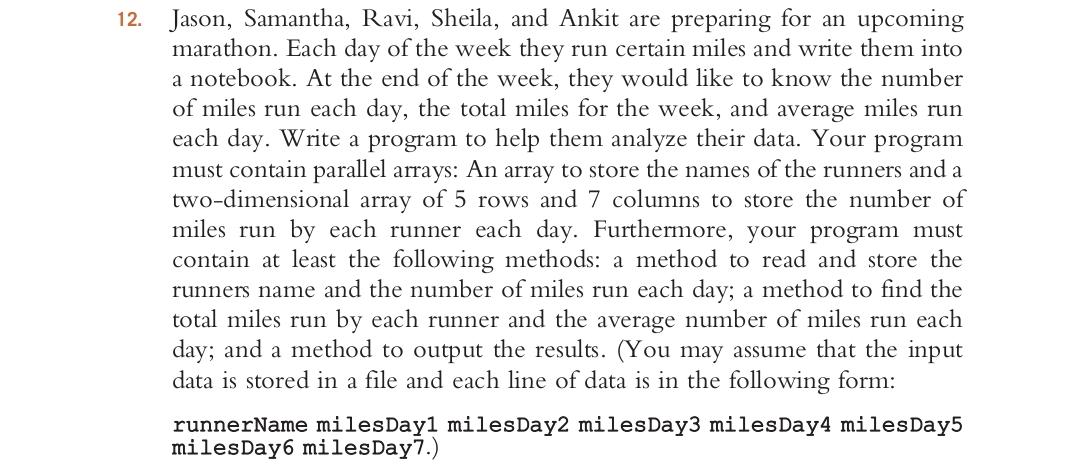 12. Jason, Samantha, Ravi, Sheila, and Ankit are preparing for an upcoming
marathon. Each day of the week they run certain miles and write them into
a notebook. At the end of the week, they would like to know the number
of miles run each day, the total miles for the week, and average miles run
each day. Write a program to help them analyze their data. Your program
must contain parallel arrays: An array to store the names of the runners and a
two-dimensional array of 5 rows and 7 columns to store the number of
miles run by each runner each day. Furthermore, your program must
contain at least the following methods: a method to read and store the
runners name and the number of miles run each day; a method to find the
total miles run by each runner and the average number of miles run each
day; and a method to output the results. (You may assume that the input
data is stored in a file and each line of data is in the following form:
runnerName milesDay1 milesDay2 milesDay3 milesDay4 milesDay5
milesDay6 milesDay7.)